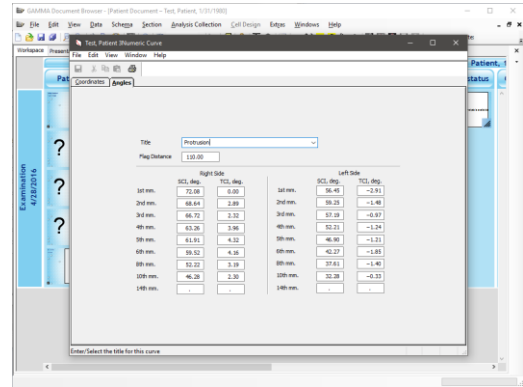 GAMMA Document Browser - [Patient Document - Test, Patient, 1/31/1980]
File Edit View Data Schema Section Analysis Collection Cell Design Extras Windows Help
Workspace
Test, Patient 3Numeric Curve
File Edit View Window Help
Coordinates Angles
Patient, 1
Pat
status
Examination
4/28/2016
?
?
?
Title Protrusion
Flag Distance 110.00
Right Side Left Side
SCI, deg. TCI, deg. SCI, deg. TCI, deg.
1st mm. 72.08 0.00 1st mm. 56.45 -2.91
2nd mm. 68.64 2.89 2nd mm. 59.25 -1.48
3rd mm. 66.72 2.32 3rd mm. 57.19 -0.97
4th mm. 63.26 3.96 4th mm. 52.21 -1.24
5th mm. 61.91 4.32 5th mm. 46.90 -1.21
6th mm. 59.52 4.16 6th mm. 42.27 -1.85
8th mm. 52.22 3.19 8th mm. 37.61 -1.40
10th mm. 46.28 2.30 10th mm. 32.28 -0.33
14th mm. . . 14th mm. . .
Enter/Select the title for this curve